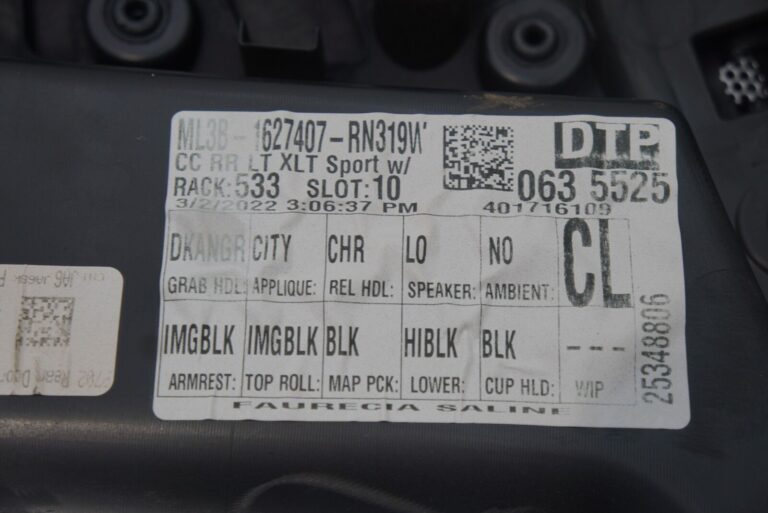 ML3B-1627407-RN319W
DTP
CC RR LT XLT Sport w/
RACK:533 SLOT:10
063 5525
3/2/2022 3:06:37 PM
401716109
DKANGR CITY CHR LO NO
CL
GRAB HDL: APPLIQUE: REL HDL: SPEAKER: AMBIENT:
IMGBLK IMGBLK BLK HIBLK BLK ---
ARMREST: TOP ROLL: MAP PCK: LOWER: CUP HLD: WIP
25348806
FAURECIA SALINE
Rear Door